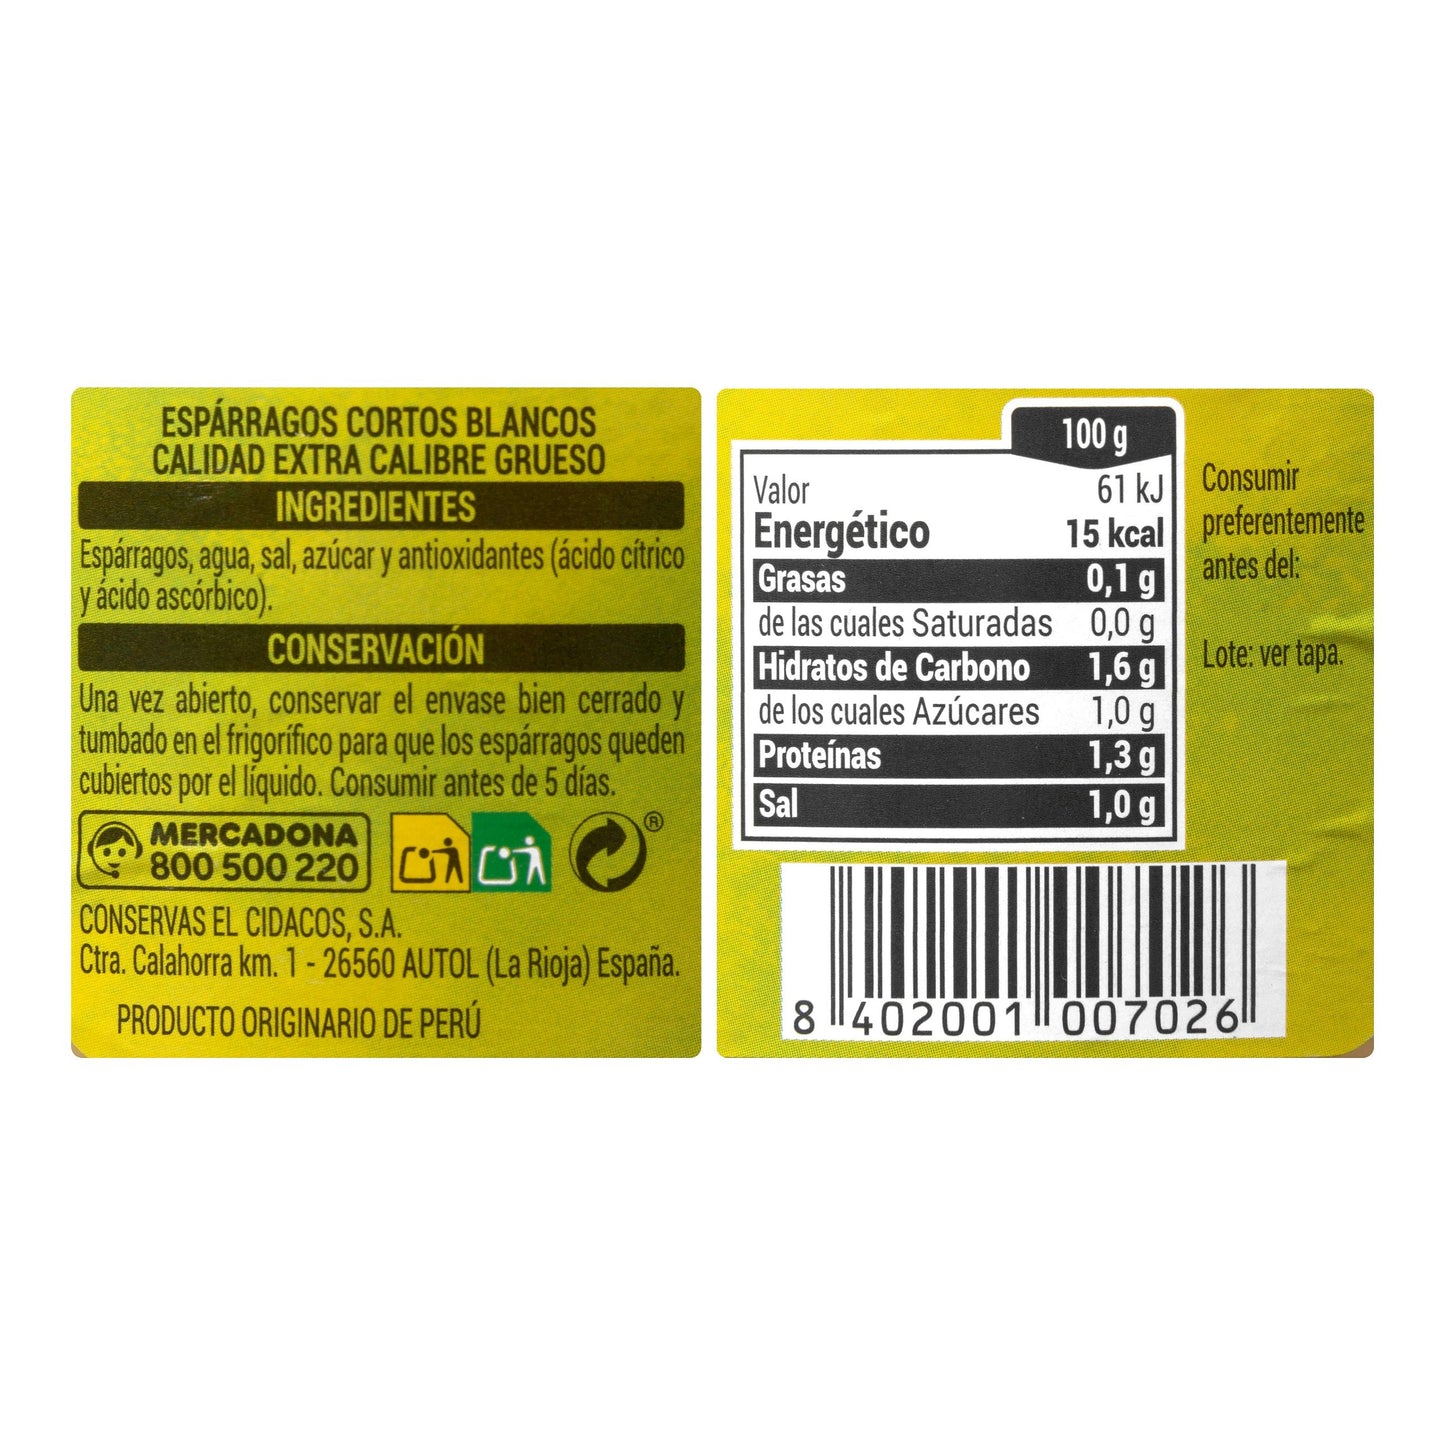 ESPÁRRAGOS CORTOS BLANCOS
CALIDAD EXTRA CALIBRE GRUESO
INGREDIENTES
Espárragos, agua, sal, azúcar y antioxidantes (ácido cítrico
y ácido ascórbico).
CONSERVACIÓN
Una vez abierto, conservar el envase bien cerrado y
tumbado en el frigorífico para que los espárragos queden
cubiertos por el líquido. Consumir antes de 5 días.
MERCADONA
800 500 220
®
CONSERVAS EL CIDACOS, S.A.
Ctra. Calahorra km. 1 - 26560 AUTOL (La Rioja) España.
PRODUCTO ORIGINARIO DE PERÚ
100 g
Valor 61 kJ
Energético 15 kcal
Grasas 0,1 g
de las cuales Saturadas 0,0 g
Hidratos de Carbono 1,6 g
de los cuales Azúcares 1,0 g
Proteínas 1,3 g
Sal 1,0 g
Consumir
preferentemente
antes del:
Lote: ver tapa.
8 402001 007026